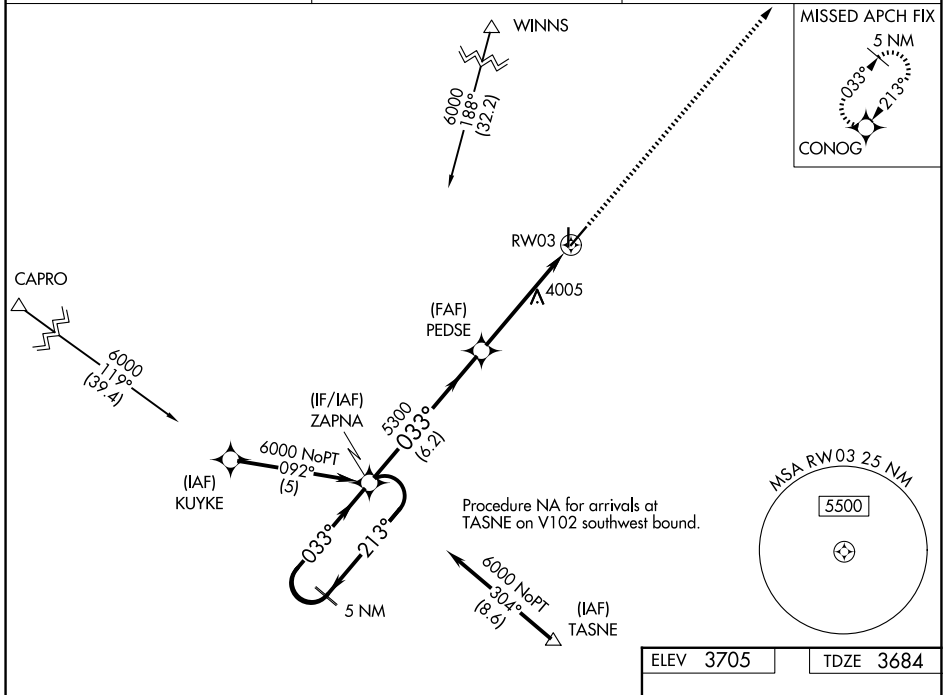 WINNS
6000
188°
(32.2)
MISSED APCH FIX
5 NM
033°
213°
CONOG
RW03
4005
CAPRO
6000
119°
(39.4)
(FAF)
PEDSE
(IF/IAF)
ZAPNA
5300
033°
(6.2)
6000 NoPT
092°
(5)
(IAF)
KUYKE
033°
213°
5 NM
Procedure NA for arrivals at
TASNE on V102 southwest bound.
6000 NoPT
304°
(8.6)
(IAF)
TASNE
MSA RW03 25 NM
5500
ELEV 3705
TDZE 3684